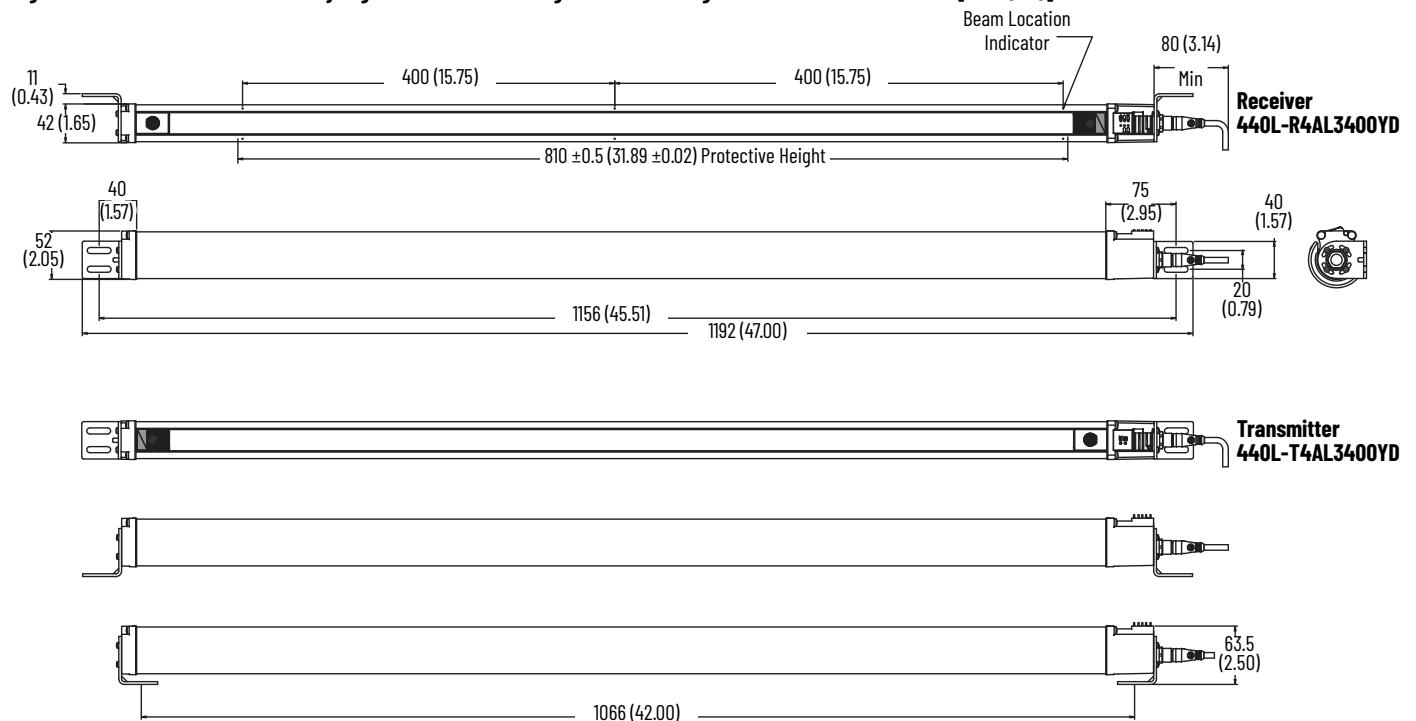 Beam Location
Indicator
80 (3.14)
Min
11
(0.43)
400 (15.75)
400 (15.75)
42 (1.65)
Receiver
440L-R4AL3400YD
810 ±0.5 (31.89 ±0.02) Protective Height
40
(1.57)
75
(2.95)
40
(1.57)
52
(2.05)
20
(0.79)
1156 (45.51)
1192 (47.00)
Transmitter
440L-T4AL3400YD
63.5
(2.50)
1066 (42.00)